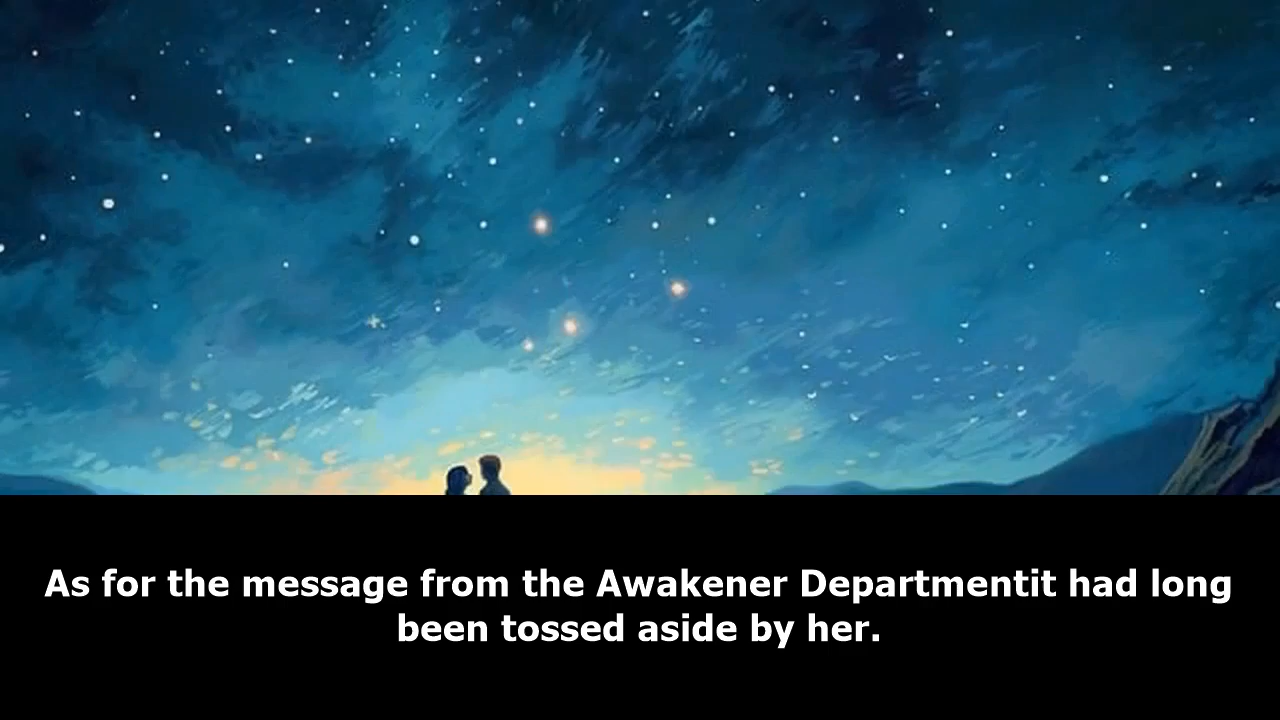 As for the message from the Awakener Departmentit had long
been tossed aside by her.